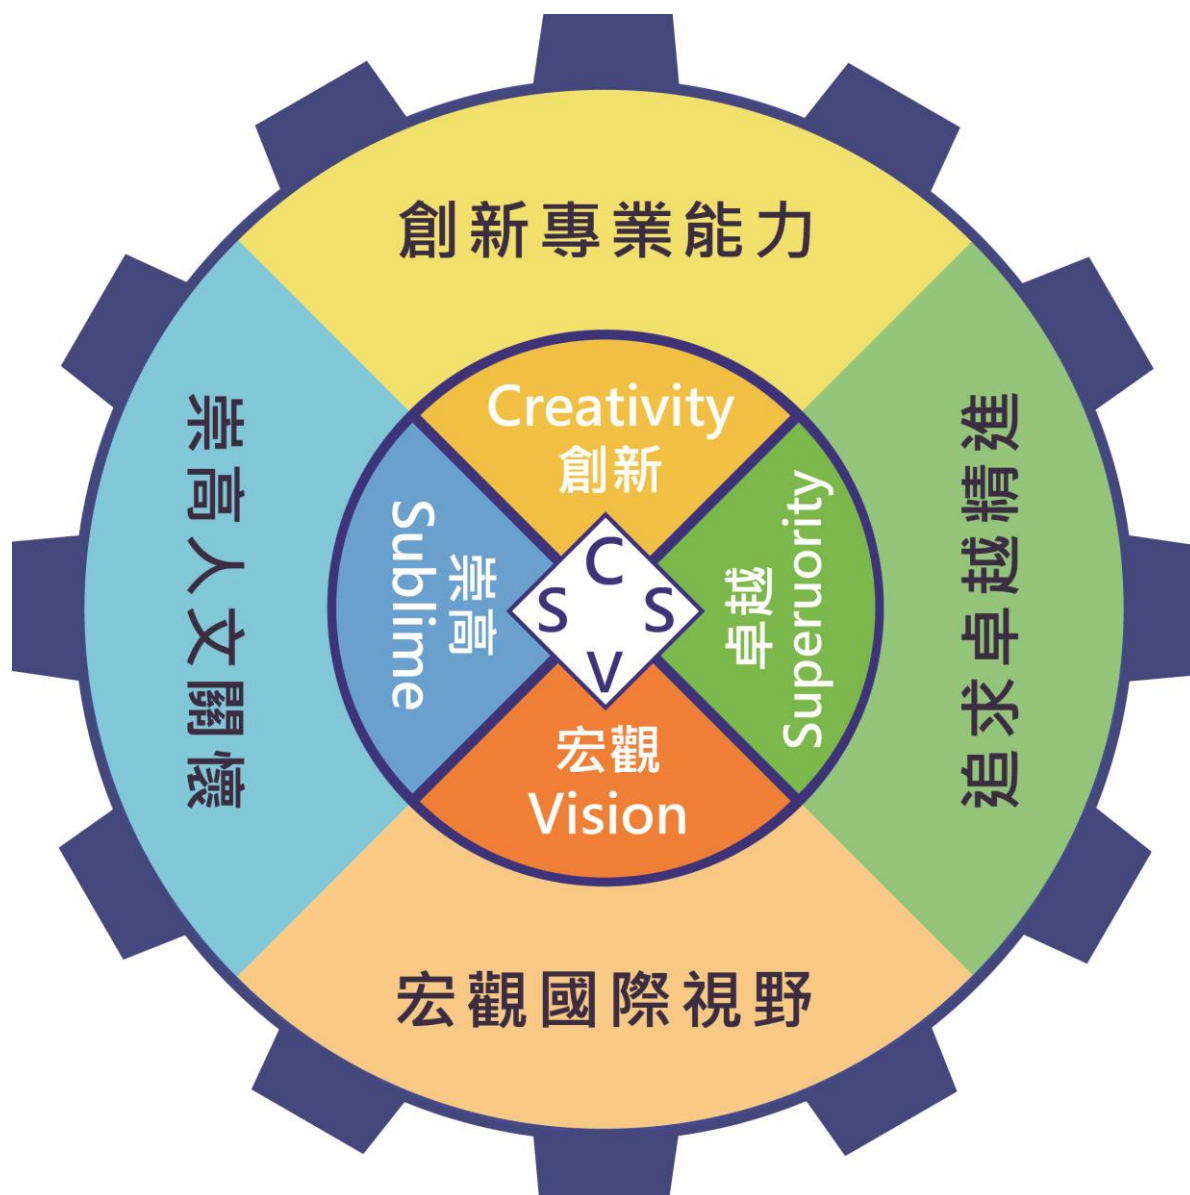 創新專業能力
Creativity
創新
崇高人文關懷
Sublime
崇高
C
S
S
V
卓越
Superuority
追求卓越精進
宏觀
Vision
宏觀國際視野